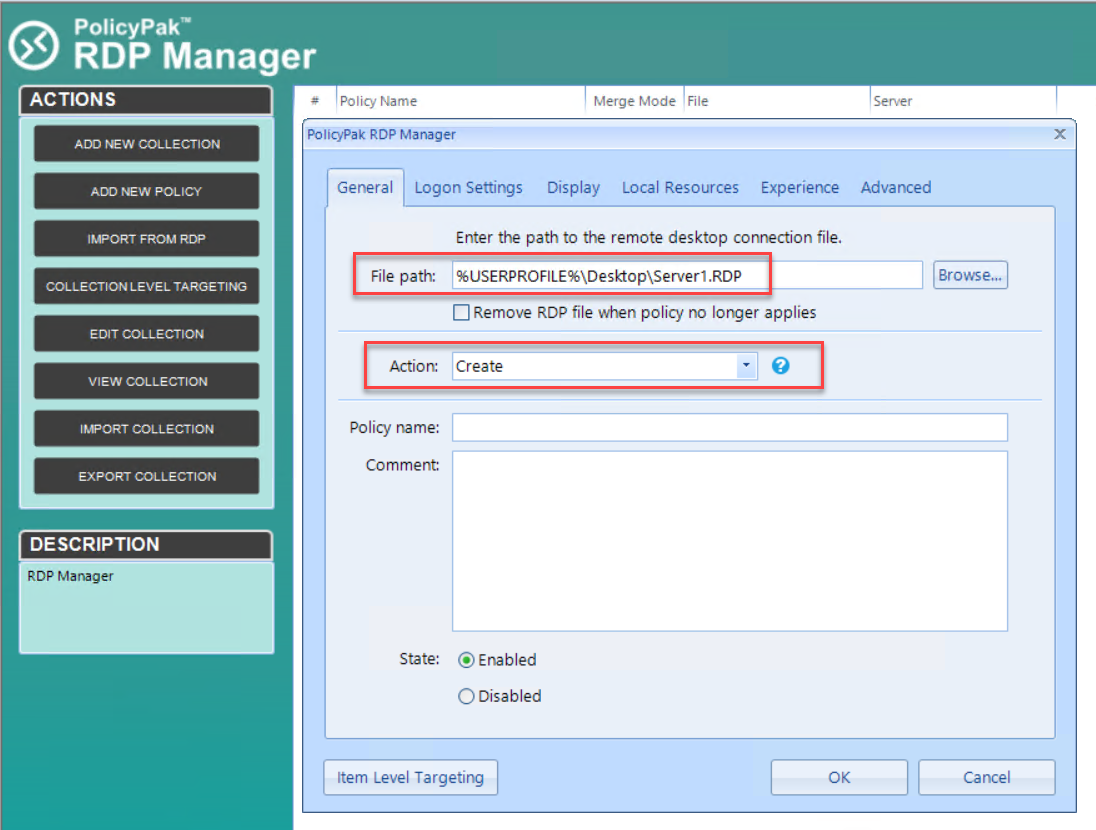 PolicyPak™
RDP Manager
ACTIONS
ADD NEW COLLECTION
ADD NEW POLICY
IMPORT FROM RDP
COLLECTION LEVEL TARGETING
EDIT COLLECTION
VIEW COLLECTION
IMPORT COLLECTION
EXPORT COLLECTION
DESCRIPTION
RDP Manager
# Policy Name Merge Mode File Server
PolicyPak RDP Manager x
General Logon Settings Display Local Resources Experience Advanced
Enter the path to the remote desktop connection file.
File path: %USERPROFILE%\Desktop\Server1.RDP Browse...
Remove RDP file when policy no longer applies
Action: Create ?
Policy name:
Comment:
State: Enabled
Disabled
Item Level Targeting OK Cancel